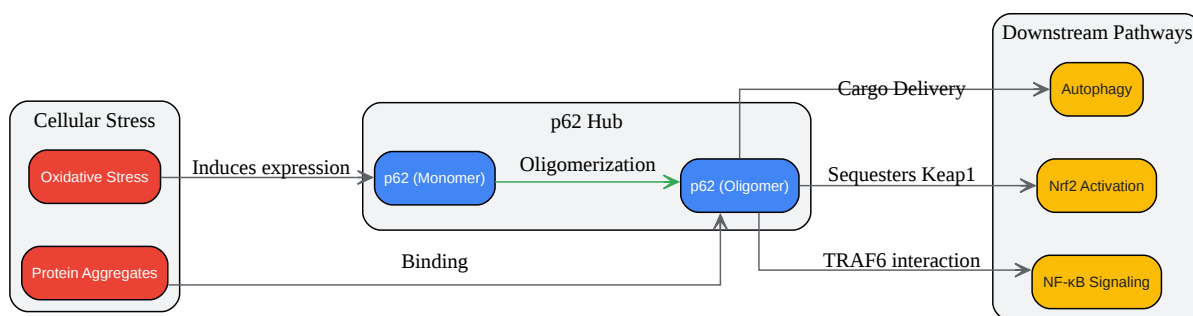 Downstream Pathways
Cargo Delivery
Autophagy
Cellular Stress
p62 Hub
Oxidative Stress
Induces expression
p62 (Monomer)
Oligomerization
p62 (Oligomer)
Sequesters Keap1
Nrf2 Activation
Protein Aggregates
Binding
TRAF6 interaction
NF-κB Signaling